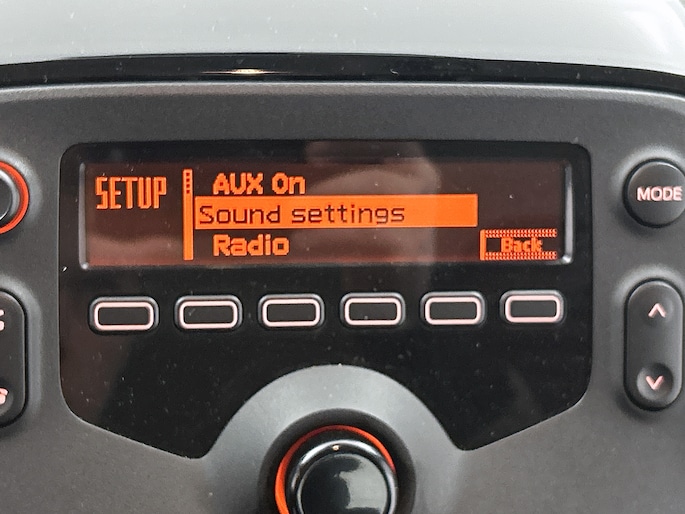 SETUP
AUX On
Sound settings
Radio
Back
MODE